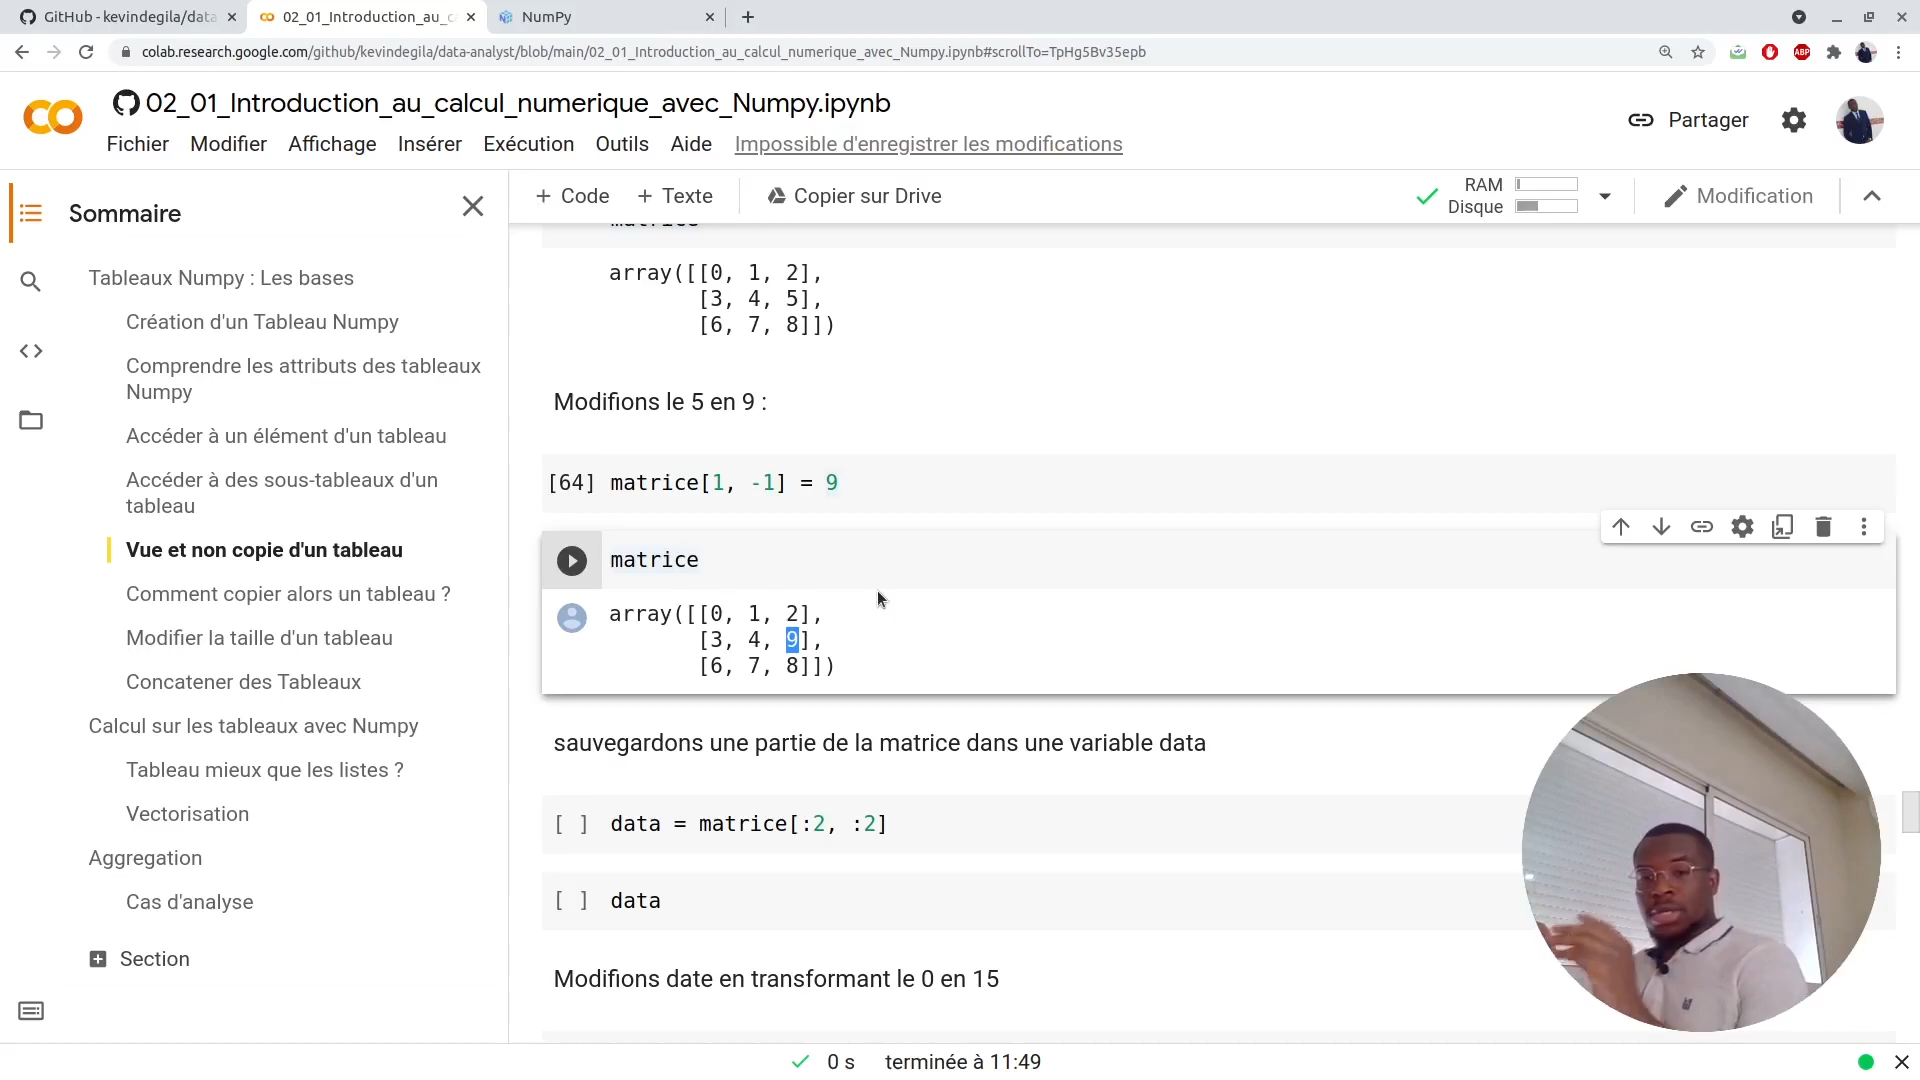 GitHub - kevindegila/data
02_01_Introduction_au_c
NumPy
colab.research.google.com/github/kevindegila/data-analyst/blob/main/02_01_Introduction_au_calcul_numerique_avec_Numpy.ipynb#scrollTo=TpHg5Bv35epb
ABP
02_01_Introduction_au_calcul_numerique_avec_Numpy.ipynb
Partager
Fichier Modifier Affichage Insérer Exécution Outils Aide Impossible d'enregistrer les modifications
Sommaire
+ Code + Texte Copier sur Drive
RAM
Disque
Modification
Tableaux Numpy : Les bases
Création d'un Tableau Numpy
Comprendre les attributs des tableaux
Numpy
Accéder à un élément d'un tableau
Accéder à des sous-tableaux d'un
tableau
Vue et non copie d'un tableau
Comment copier alors un tableau ?
Modifier la taille d'un tableau
Concatener des Tableaux
Calcul sur les tableaux avec Numpy
Tableau mieux que les listes ?
Vectorisation
Aggregation
Cas d'analyse
Section
matrice
array([[0, 1, 2],
[3, 4, 5],
[6, 7, 8]])
Modifions le 5 en 9 :
[64] matrice[1, -1] = 9
matrice
array([[0, 1, 2],
[3, 4, 9],
[6, 7, 8]])
sauvegardons une partie de la matrice dans une variable data
[ ] data = matrice[:2, :2]
[ ] data
Modifions date en transformant le 0 en 15
0 s terminée à 11:49